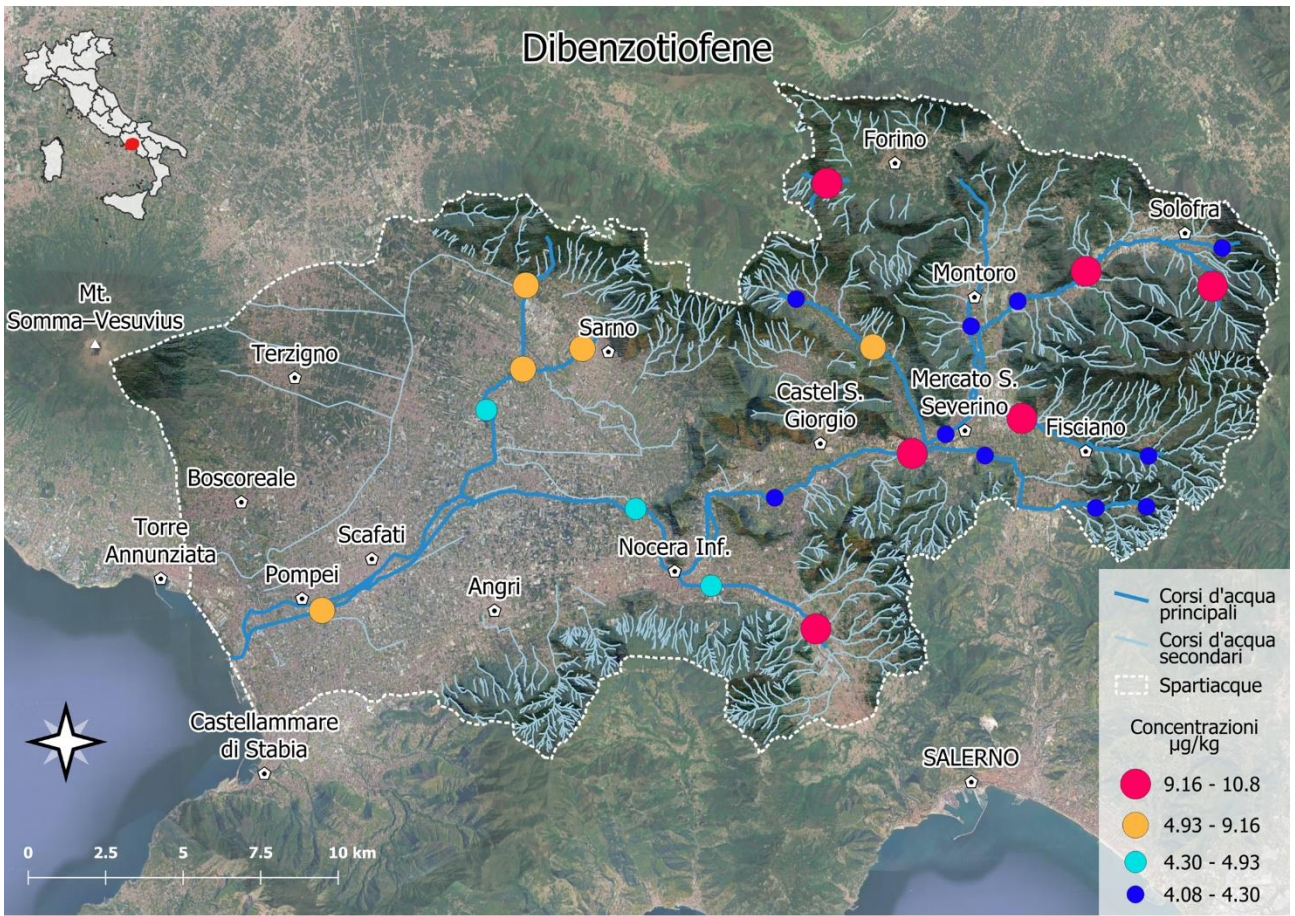 Dibenzotiofene
Forino
Solofra
Montoro
Mt.
Somma–Vesuvius
Sarno
Terzigno
Castel S.
Giorgio
Mercato S.
Severino
Fisciano
Boscoreale
Torre
Annunziata
Scafati
Nocera Inf.
Pompei
Angri
Castellammare
di Stabia
SALERNO
Corsi d'acqua
principali
Corsi d'acqua
secondari
Spartiacque
Concentrazioni
µg/kg
9.16 - 10.8
4.93 - 9.16
4.30 - 4.93
4.08 - 4.30
0 2.5 5 7.5 10 km